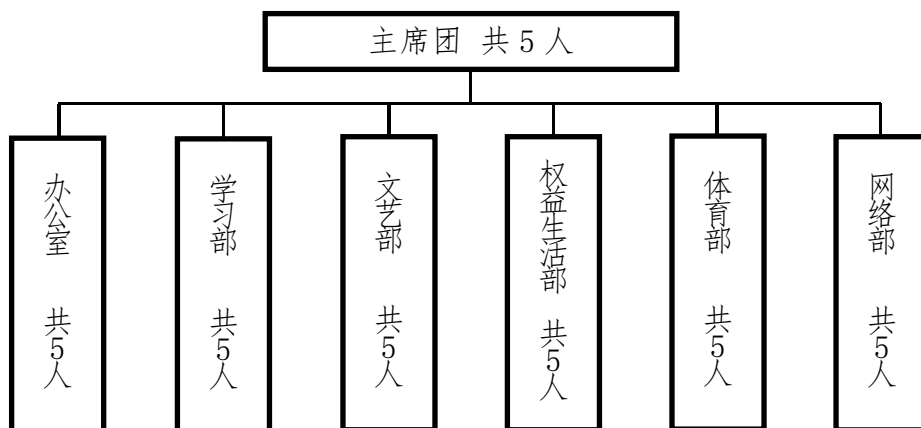 主席团 共5人
办公室 共5人
学习部 共5人
文艺部 共5人
权益生活部 共5人
体育部 共5人
网络部 共5人